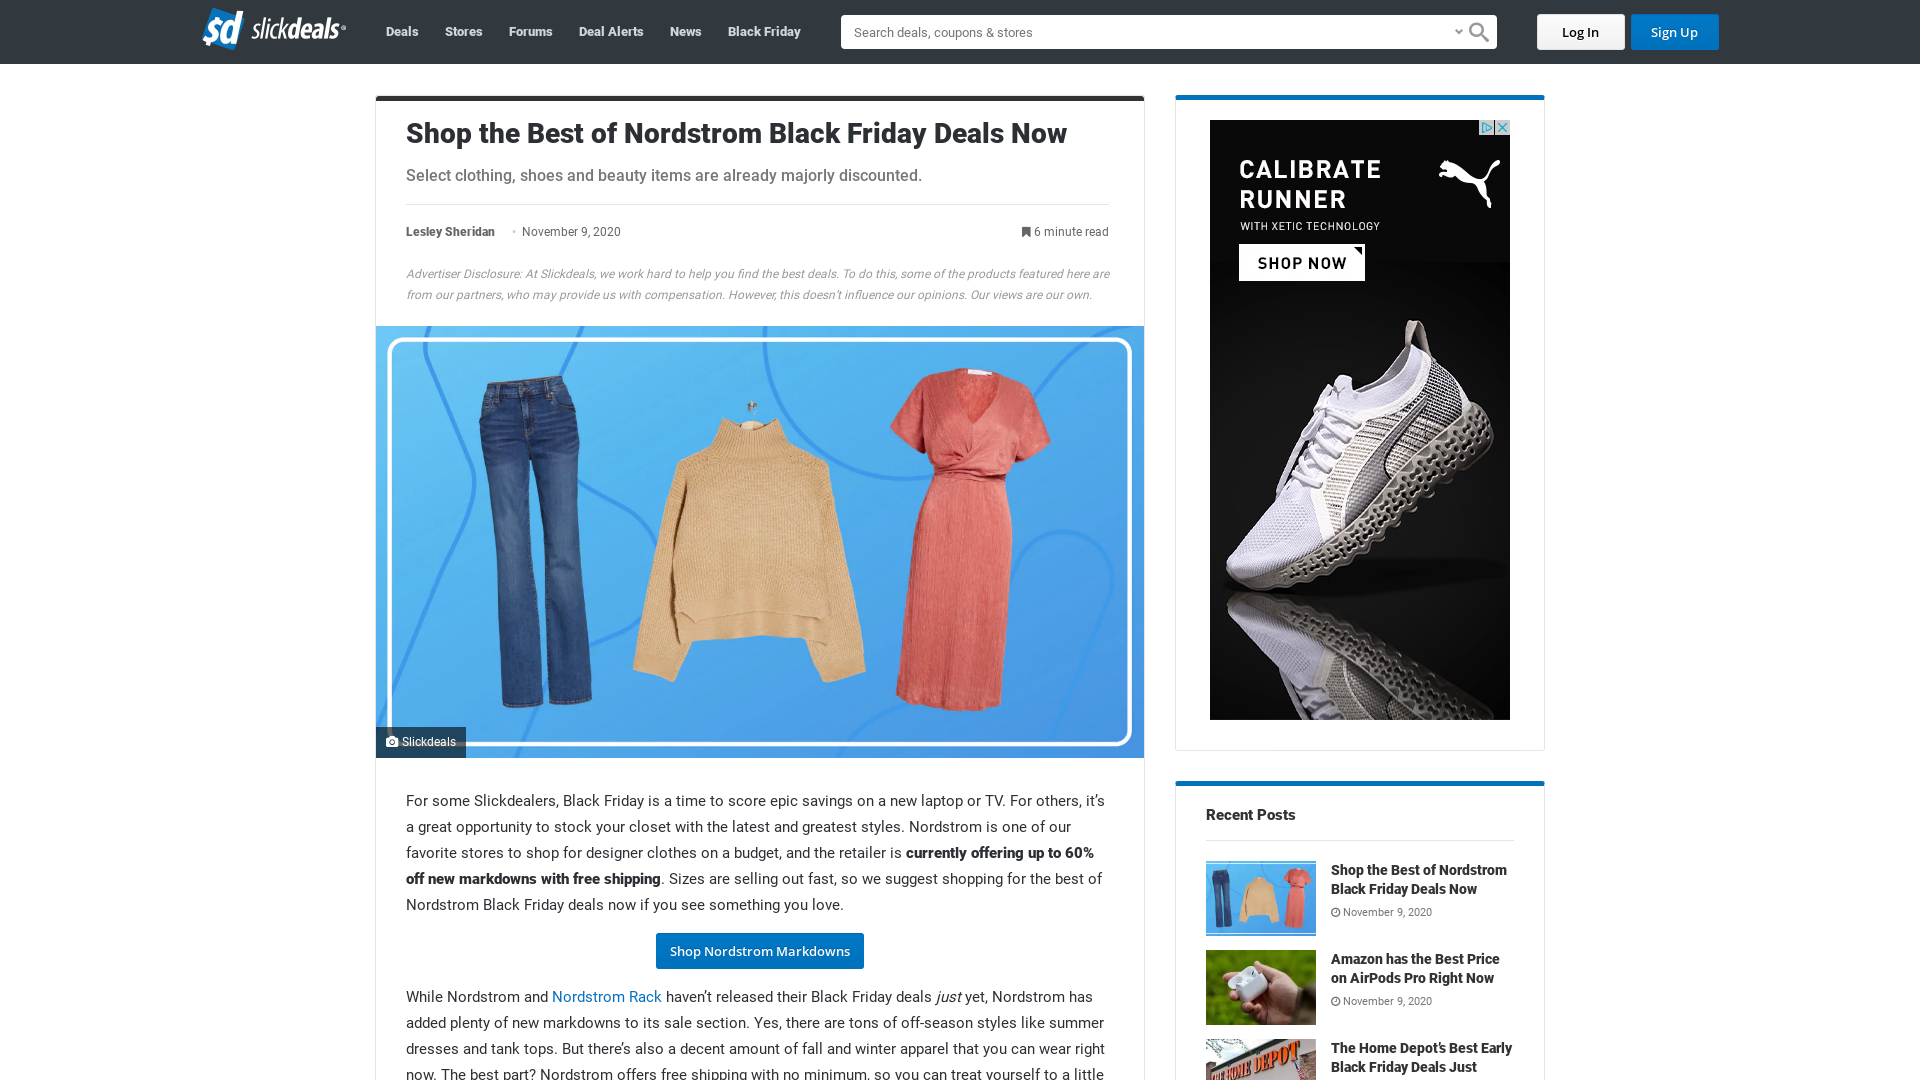 sd slickdeals
Deals Stores Forums Deal Alerts News Black Friday
Search deals, coupons & stores
Log In
Sign Up
Shop the Best of Nordstrom Black Friday Deals Now
Select clothing, shoes and beauty items are already majorly discounted.
Lesley Sheridan • November 9, 2020
6 minute read
Advertiser Disclosure: At Slickdeals, we work hard to help you find the best deals. To do this, some of the products featured here are
from our partners, who may provide us with compensation. However, this doesn’t influence our opinions. Our views are our own.
Slickdeals
For some Slickdealers, Black Friday is a time to score epic savings on a new laptop or TV. For others, it’s
a great opportunity to stock your closet with the latest and greatest styles. Nordstrom is one of our
favorite stores to shop for designer clothes on a budget, and the retailer is currently offering up to 60%
off new markdowns with free shipping. Sizes are selling out fast, so we suggest shopping for the best of
Nordstrom Black Friday deals now if you see something you love.
Shop Nordstrom Markdowns
While Nordstrom and Nordstrom Rack haven’t released their Black Friday deals just yet, Nordstrom has
added plenty of new markdowns to its sale section. Yes, there are tons of off-season styles like summer
dresses and tank tops. But there’s also a decent amount of fall and winter apparel that you can wear right
now. The best part? Nordstrom offers free shipping with no minimum, so you can treat yourself to a little
CALIBRATE
RUNNER
WITH XETIC TECHNOLOGY
SHOP NOW
Recent Posts
Shop the Best of Nordstrom
Black Friday Deals Now
November 9, 2020
Amazon has the Best Price
on AirPods Pro Right Now
November 9, 2020
THE HOME DEPOT
The Home Depot’s Best Early
Black Friday Deals Just